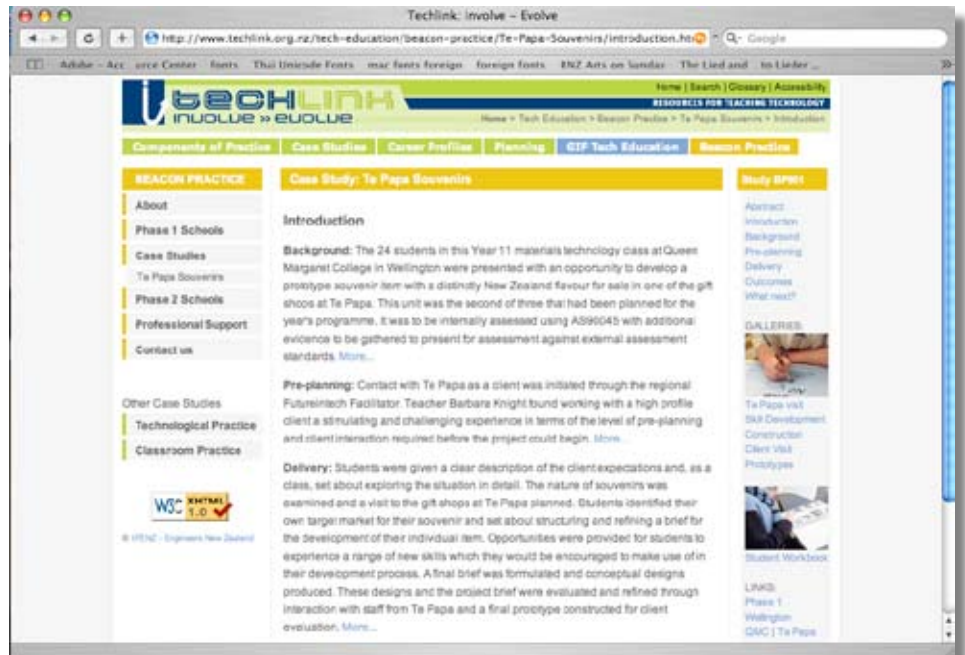 Techlink: involve – Evolve
http://www.techlink.org.nz/tech-education/beacon-practice/Te-Papa-Souvenirs/introduction.ht
Google
Adobe - Acc urce Center fonts Thai Unicode Fonts mac fonts foreign foreign fonts RNZ Arts on Sunday The Lied and to Lieder ...
Home | Search | Glossary | Accessibility
TECHLINK
INVOLVE » EVOLVE
RESOURCES FOR TEACHING TECHNOLOGY
Home > Tech Education > Beacon Practice > Te Papa Souvenirs > Introduction
Components of Practice Case Studies Career Profiles Planning GIF Tech Education Beacon Practice
BEACON PRACTICE
About
Phase 1 Schools
Case Studies
Te Papa Souvenirs
Phase 2 Schools
Professional Support
Contact us
Other Case Studies
Technological Practice
Classroom Practice
W3C XHTML 1.0
© IPENZ - Engineers New Zealand
Case Study: Te Papa Souvenirs
Introduction
Background: The 24 students in this Year 11 materials technology class at Queen
Margaret College in Wellington were presented with an opportunity to develop a
prototype souvenir item with a distinctly New Zealand flavour for sale in one of the gift
shops at Te Papa. This unit was the second of three that had been planned for the
year's programme. It was to be internally assessed using AS90045 with additional
evidence to be gathered to present for assessment against external assessment
standards. More...
Pre-planning: Contact with Te Papa as a client was initiated through the regional
Futureintech Facilitator. Teacher Barbara Knight found working with a high profile
client a stimulating and challenging experience in terms of the level of pre-planning
and client interaction required before the project could begin. More...
Delivery: Students were given a clear description of the client expectations and, as a
class, set about exploring the situation in detail. The nature of souvenirs was
examined and a visit to the gift shops at Te Papa planned. Students identified their
own target market for their souvenir and set about structuring and refining a brief for
the development of their individual item. Opportunities were provided for students to
experience a range of new skills which they would be encouraged to make use of in
their development process. A final brief was formulated and conceptual designs
produced. These designs and the project brief were evaluated and refined through
interaction with staff from Te Papa and a final prototype constructed for client
evaluation. More...
Study BP601
Abstract
Introduction
Background
Pre-planning
Delivery
Outcomes
What next?
GALLERIES:
Te Papa visit
Skill Development
Construction
Client Visit
Prototypes
Student Workbook
LINKS:
Phase 1
Wellington
QMC | Te Papa